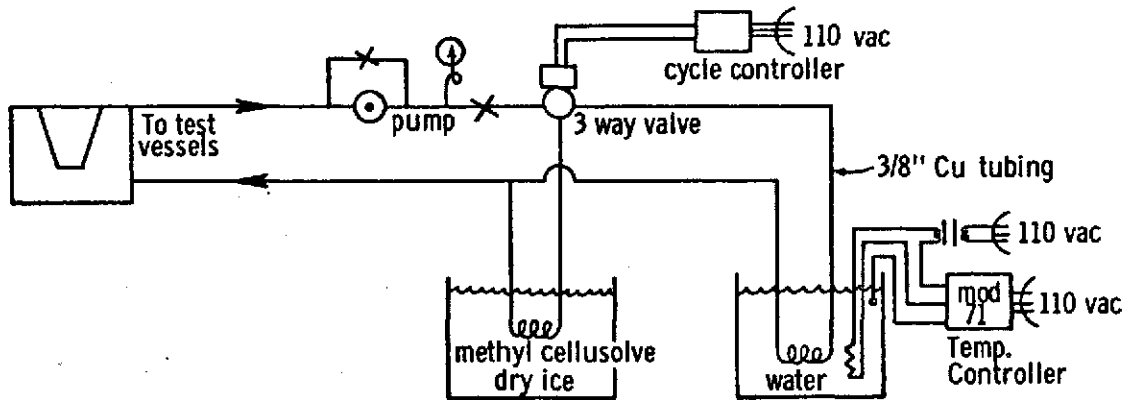 110 vac
cycle controller
To test
vessels
pump
3 way valve
3/8" Cu tubing
110 vac
mod
71
110 vac
Temp.
Controller
methyl cellusolve
dry ice
water